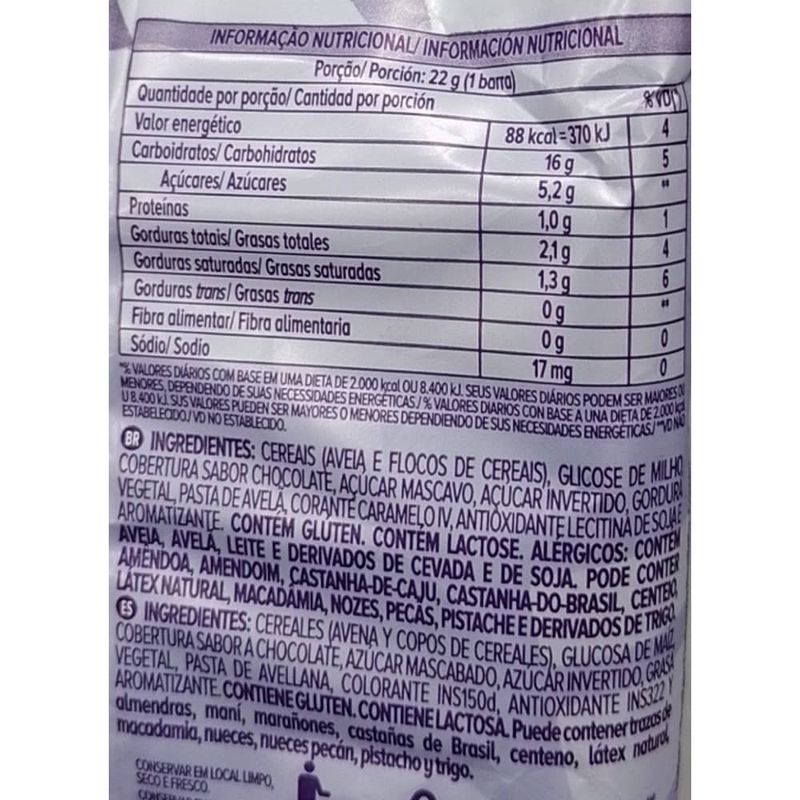 INFORMAÇÃO NUTRICIONAL/ INFORMACIÓN NUTRICIONAL
Porção/ Porción: 22 g (1 barra)
Quantidade por porção/ Cantidad por porción %VD(*)
Valor energético 88 kcal=370 kJ 4
Carboidratos/ Carbohidratos 16 g 5
Açúcares/ Azúcares 5,2 g **
Proteínas 1,0 g 1
Gorduras totais/ Grasas totales 2,1 g 4
Gorduras saturadas/ Grasas saturadas 1,3 g 6
Gorduras trans/ Grasas trans 0 g **
Fibra alimentar/ Fibra alimentaria 0 g 0
Sódio/ Sodio 17 mg 0
*% VALORES DIÁRIOS COM BASE EM UMA DIETA DE 2.000 kcal OU 8.400 kJ. SEUS VALORES DIÁRIOS PODEM SER MAIORES OU
MENORES, DEPENDENDO DE SUAS NECESSIDADES ENERGÉTICAS./ % VALORES DIARIOS CON BASE A UNA DIETA DE 2.000 kcal
U 8.400 kJ. SUS VALORES PUEDEN SER MAYORES O MENORES DEPENDIENDO DE SUS NECESIDADES ENERGÉTICAS./ **VD NÃO
ESTABELECIDO./ VD NO ESTABLECIDO.
BR INGREDIENTES: CEREAIS (AVEIA E FLOCOS DE CEREAIS), GLICOSE DE MILHO,
COBERTURA SABOR CHOCOLATE, AÇÚCAR MASCAVO, AÇÚCAR INVERTIDO, GORDURA
VEGETAL, PASTA DE AVELÃ, CORANTE CARAMELO IV, ANTIOXIDANTE LECITINA DE SOJA E
AROMATIZANTE. CONTÉM GLÚTEN. CONTÉM LACTOSE. ALÉRGICOS: CONTÉM
AVEIA, AVELÃ, LEITE E DERIVADOS DE CEVADA E DE SOJA. PODE CONTER
AMÊNDOA, AMENDOIM, CASTANHA-DE-CAJU, CASTANHA-DO-BRASIL, CENTEIO,
LÁTEX NATURAL, MACADÂMIA, NOZES, PECÃS, PISTACHE E DERIVADOS DE TRIGO.
ES INGREDIENTES: CEREALES (AVENA Y COPOS DE CEREALES), GLUCOSA DE MAÍZ,
COBERTURA SABOR A CHOCOLATE, AZÚCAR MASCABADO, AZÚCAR INVERTIDO, GRASA
VEGETAL, PASTA DE AVELLANA, COLORANTE INS150d, ANTIOXIDANTE INS322 Y
AROMATIZANTE. CONTIENE GLUTEN. CONTIENE LACTOSA. Puede contener trazas de
almendras, maní, marañones, castañas de Brasil, centeno, látex natural,
macadamia, nueces, nueces pecán, pistacho y trigo.
CONSERVAR EM LOCAL LIMPO,
SECO E FRESCO.